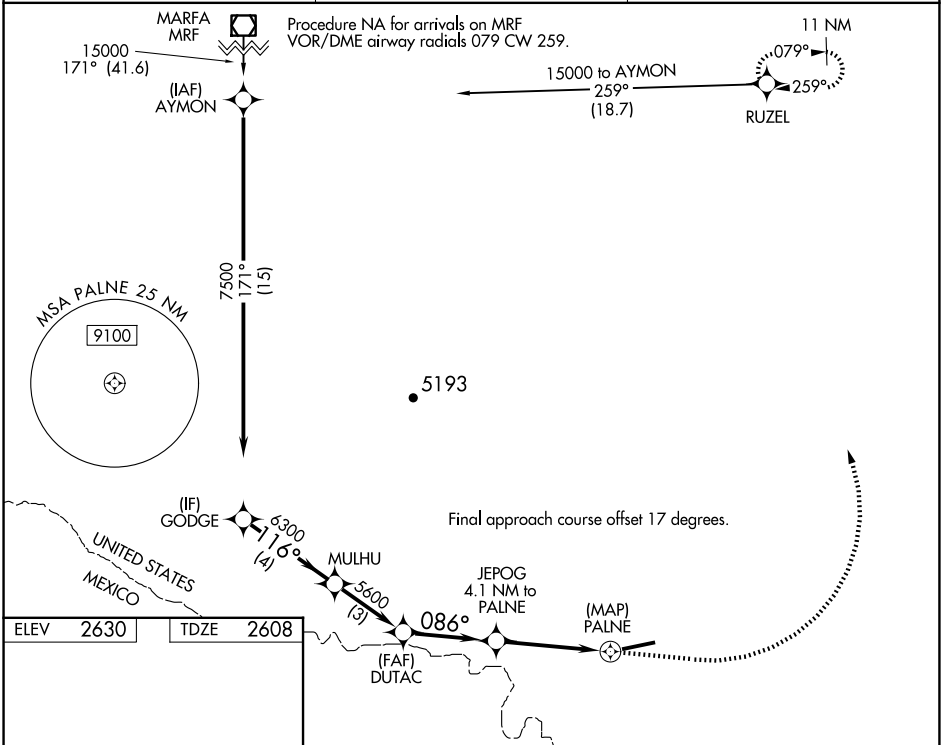 MARFA
MRF
Procedure NA for arrivals on MRF
VOR/DME airway radials 079 CW 259.
15000
171° (41.6)
(IAF)
AYMON
11 NM
079°
259°
RUZEL
15000 to AYMON
259°
(18.7)
7500
171°
(15)
MSA PALNE 25 NM
9100
5193
(IF)
GODGE
6300
116°
(4)
Final approach course offset 17 degrees.
MULHU
5600
(3)
UNITED STATES
MEXICO
JEPOG
4.1 NM to
PALNE
(MAP)
PALNE
086°
(FAF)
DUTAC
ELEV 2630
TDZE 2608